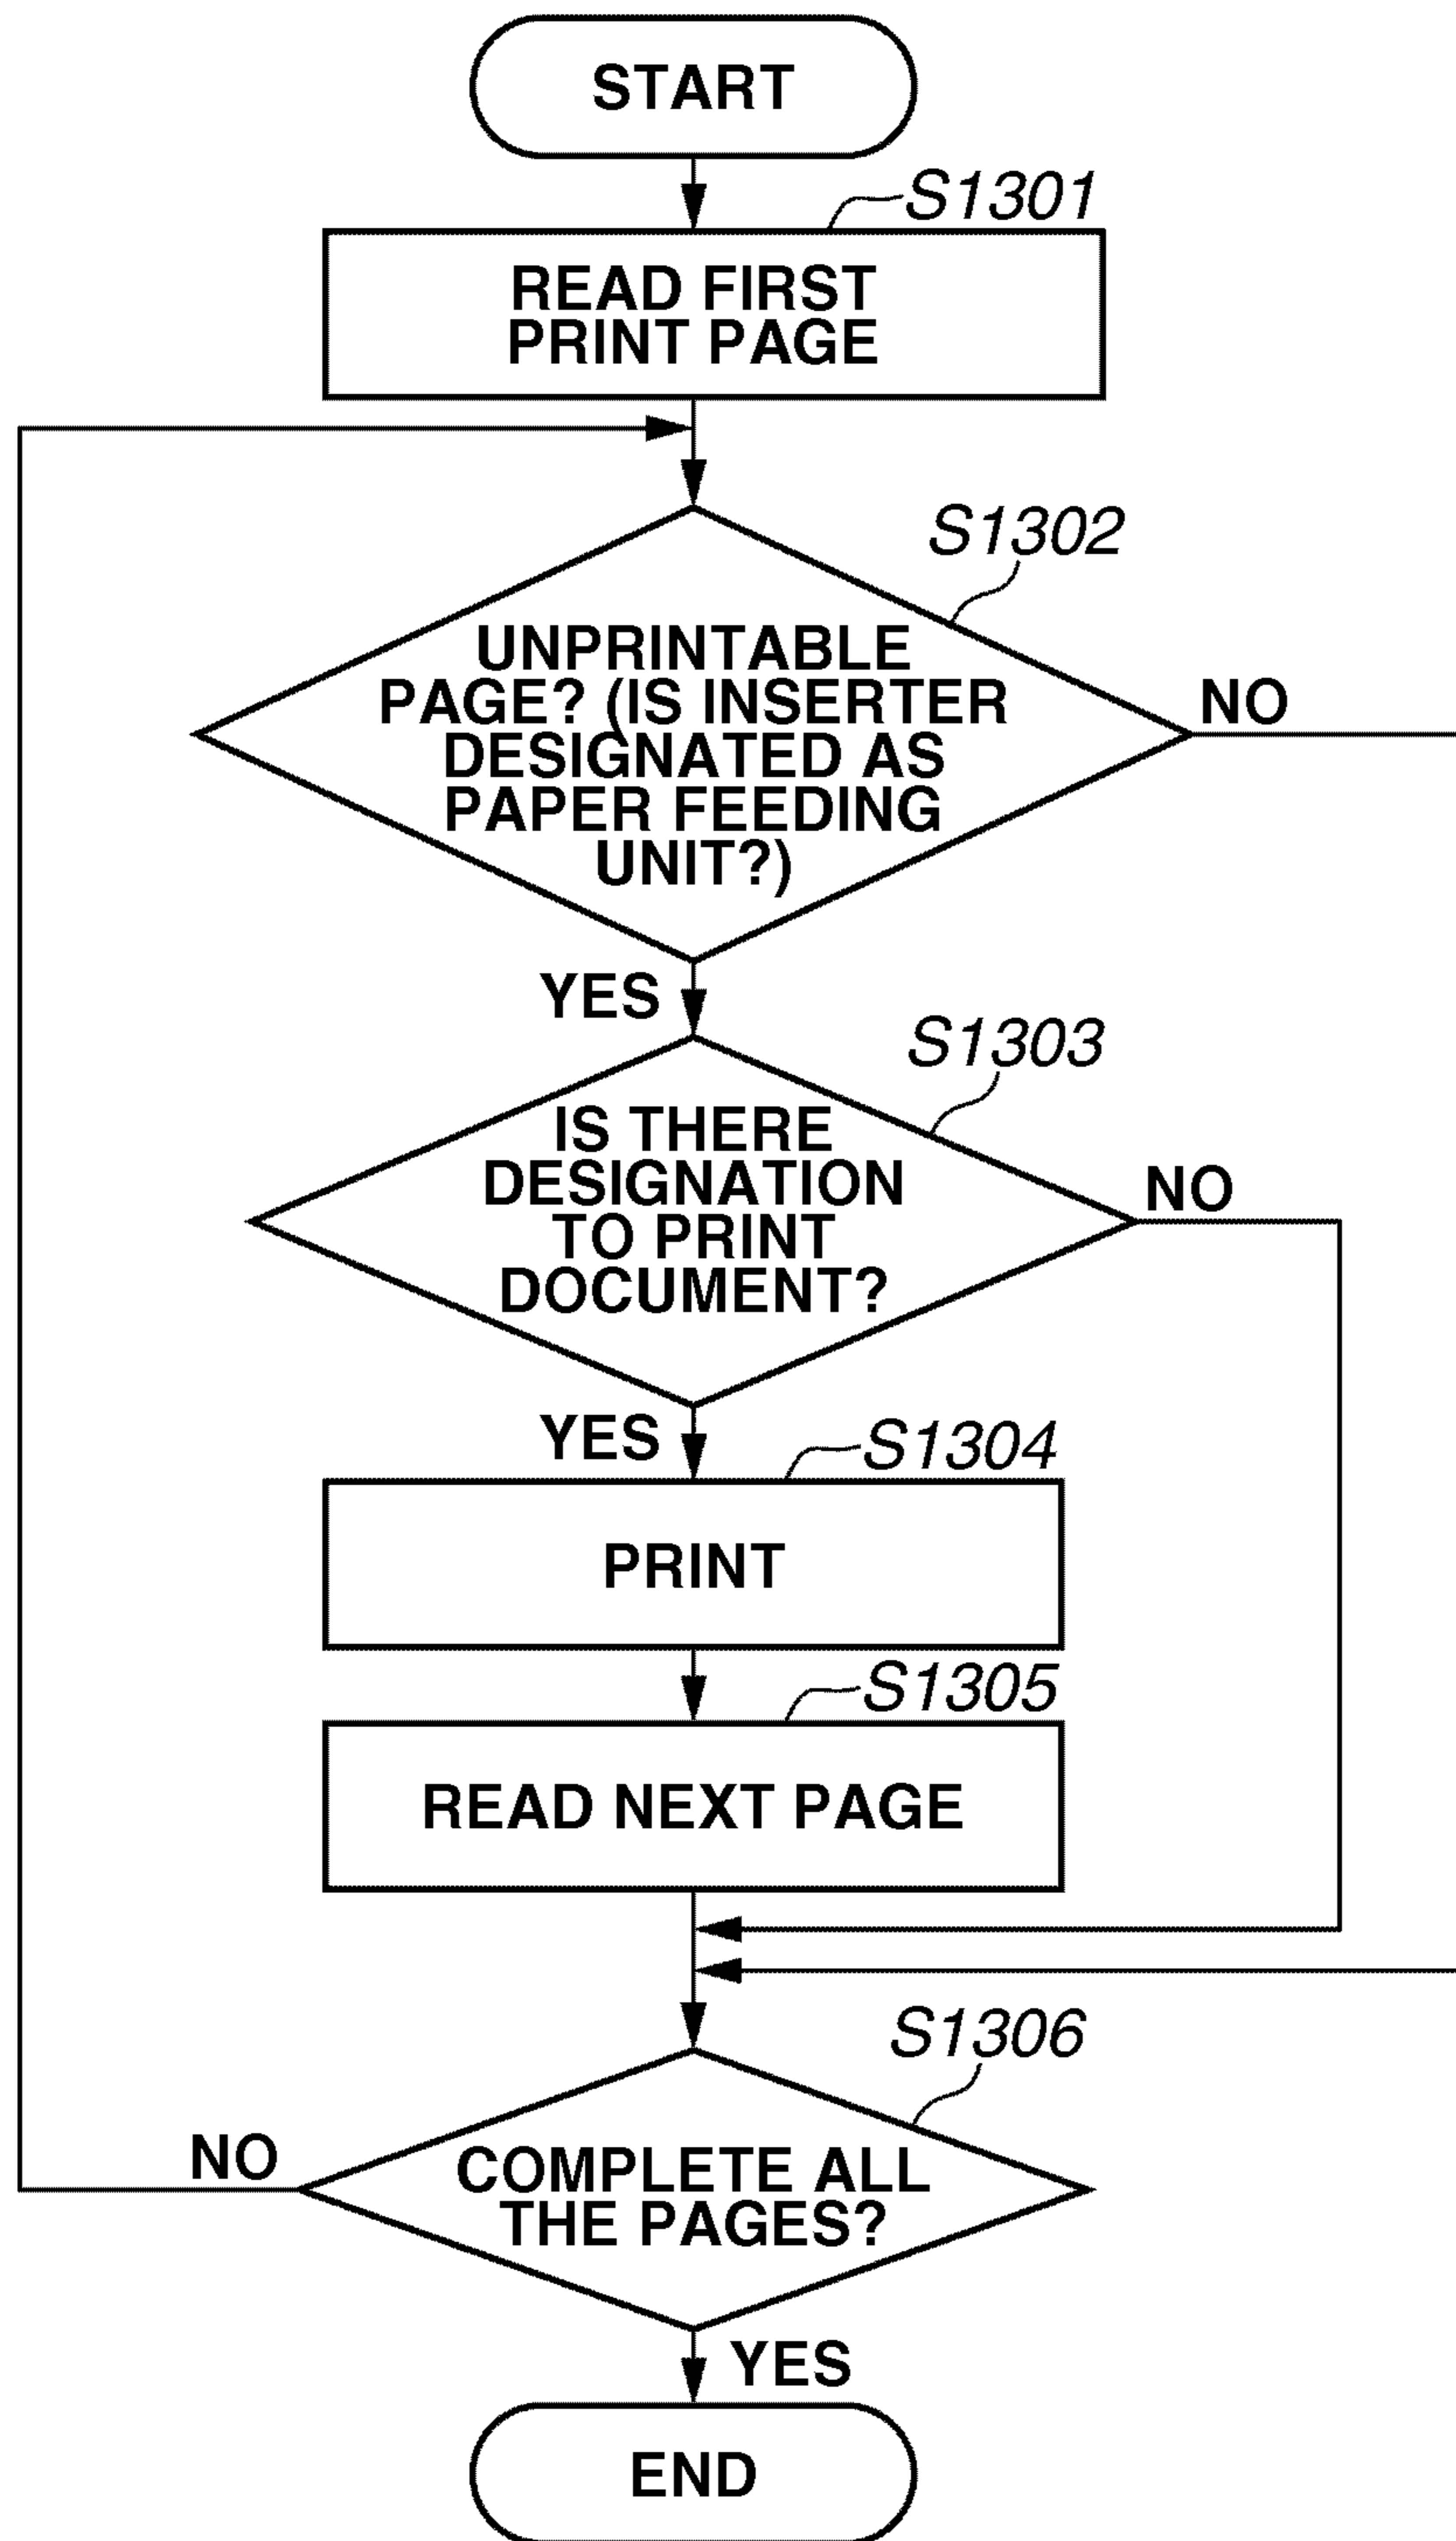 START
S1301
READ FIRST
PRINT PAGE
S1302
UNPRINTABLE
PAGE? (IS INSERTER
DESIGNATED AS
PAPER FEEDING
UNIT?)
NO
YES
S1303
IS THERE
DESIGNATION
TO PRINT
DOCUMENT?
NO
YES
S1304
PRINT
S1305
READ NEXT PAGE
S1306
COMPLETE ALL
THE PAGES?
NO
YES
END